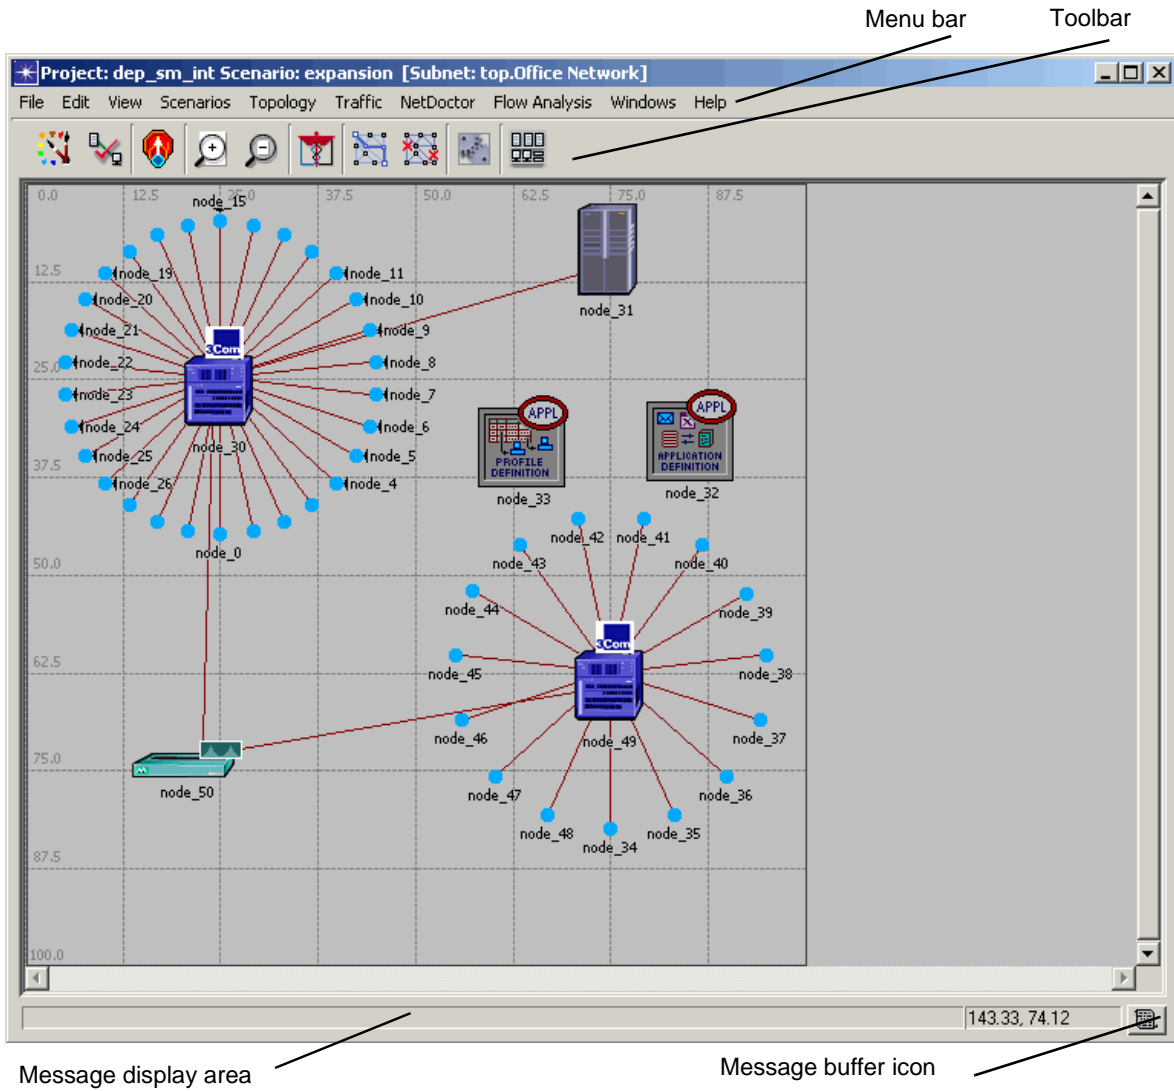 Menu bar
Toolbar
Project: dep_sm_int Scenario: expansion [Subnet: top.Office Network]
File Edit View Scenarios Topology Traffic NetDoctor Flow Analysis Windows Help
0.0 12.5 25.0 37.5 50.0 62.5 75.0 87.5
node_15
12.5
node_19
node_11
node_20
node_10
node_31
node_21
node_9
3Com
node_22
node_8
25.0
node_23
node_7
node_24
node_6
APPL
APPL
node_30
node_25
node_5
PROFILE
DEFINITION
APPLICATION
DEFINITION
37.5
node_26
node_4
node_33
node_32
node_42
node_41
node_0
node_43
node_40
50.0
node_44
node_39
3Com
62.5
node_45
node_38
node_46
node_49
node_37
75.0
node_50
node_47
node_36
node_48
node_34
node_35
87.5
100.0
143.33, 74.12
Message display area
Message buffer icon